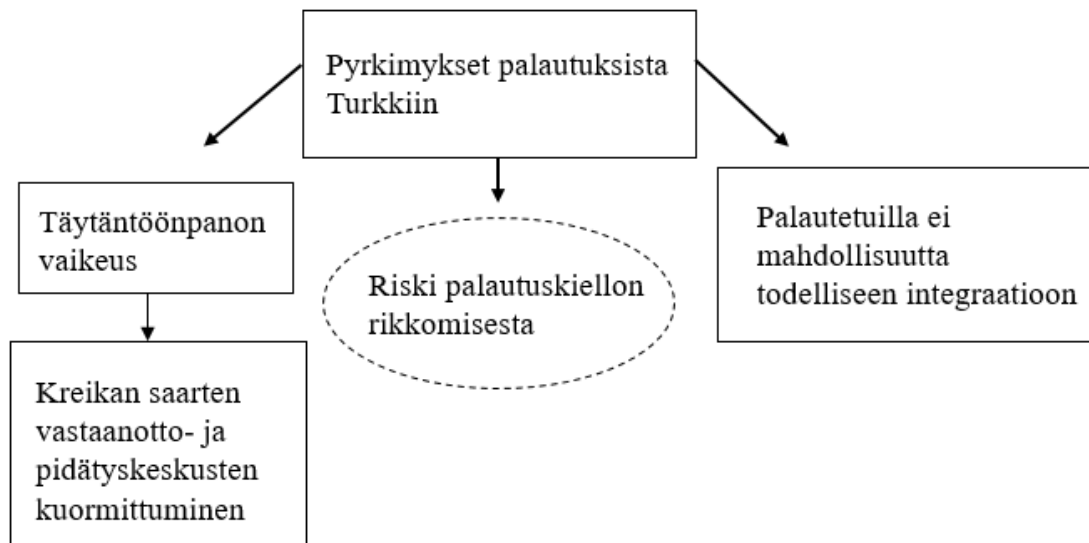 Pyrkimykset palautuksista
Turkkiin
Täytäntöönpanon
vaikeus
Riski palautuskiellon
rikkomisesta
Palautetuilla ei
mahdollisuutta
todelliseen integraatioon
Kreikan saarten
vastaanotto- ja
pidätyskeskusten
kuormittuminen